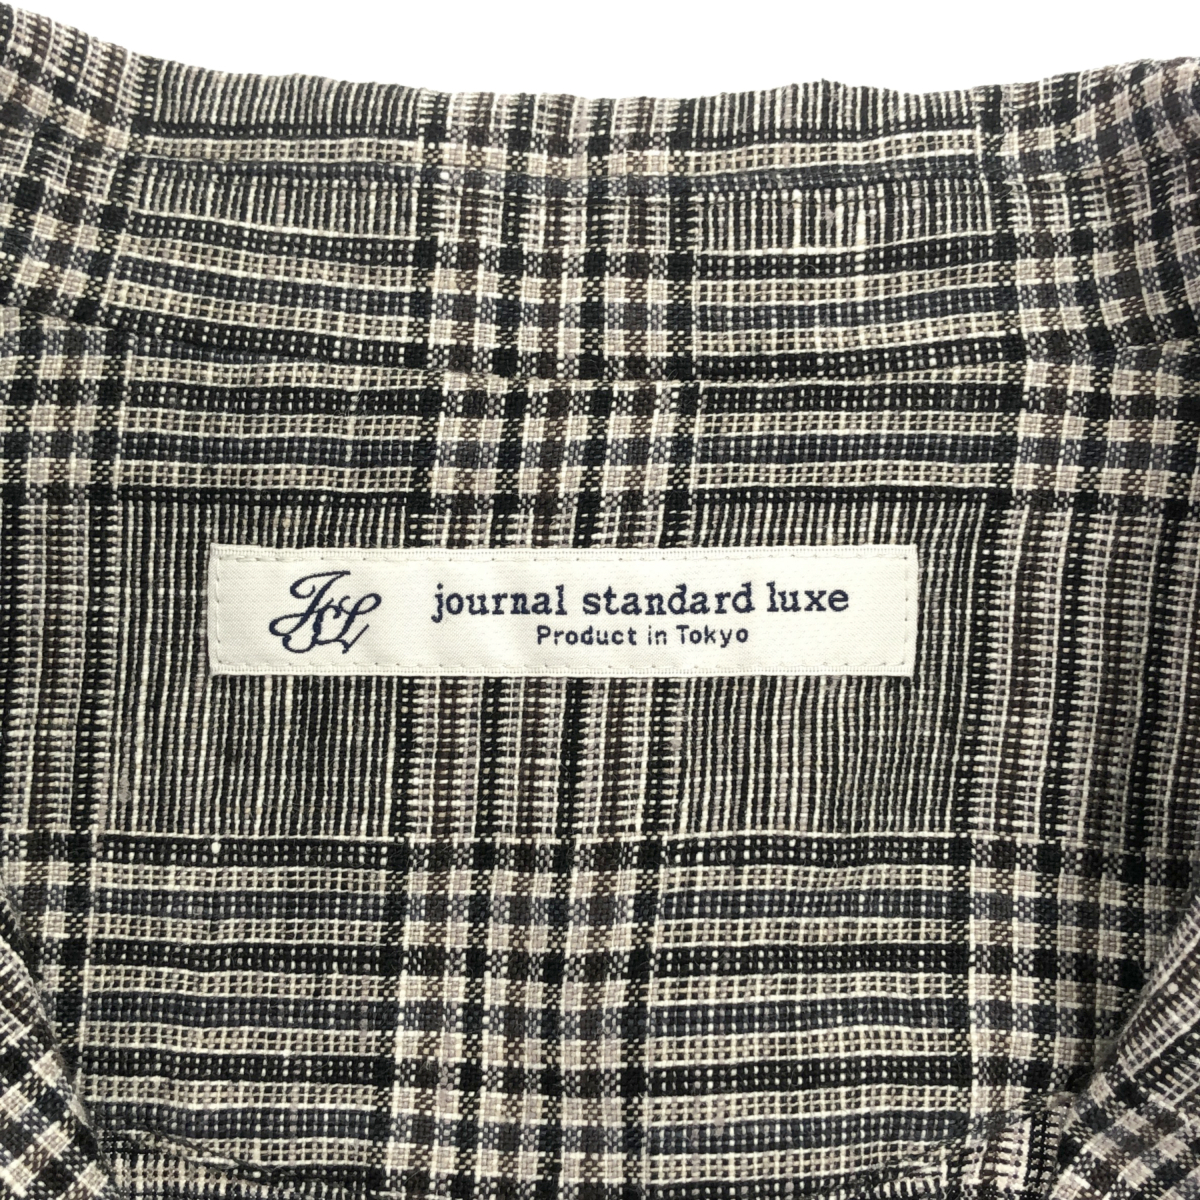 JSL
journal standard luxe
Product in Tokyo